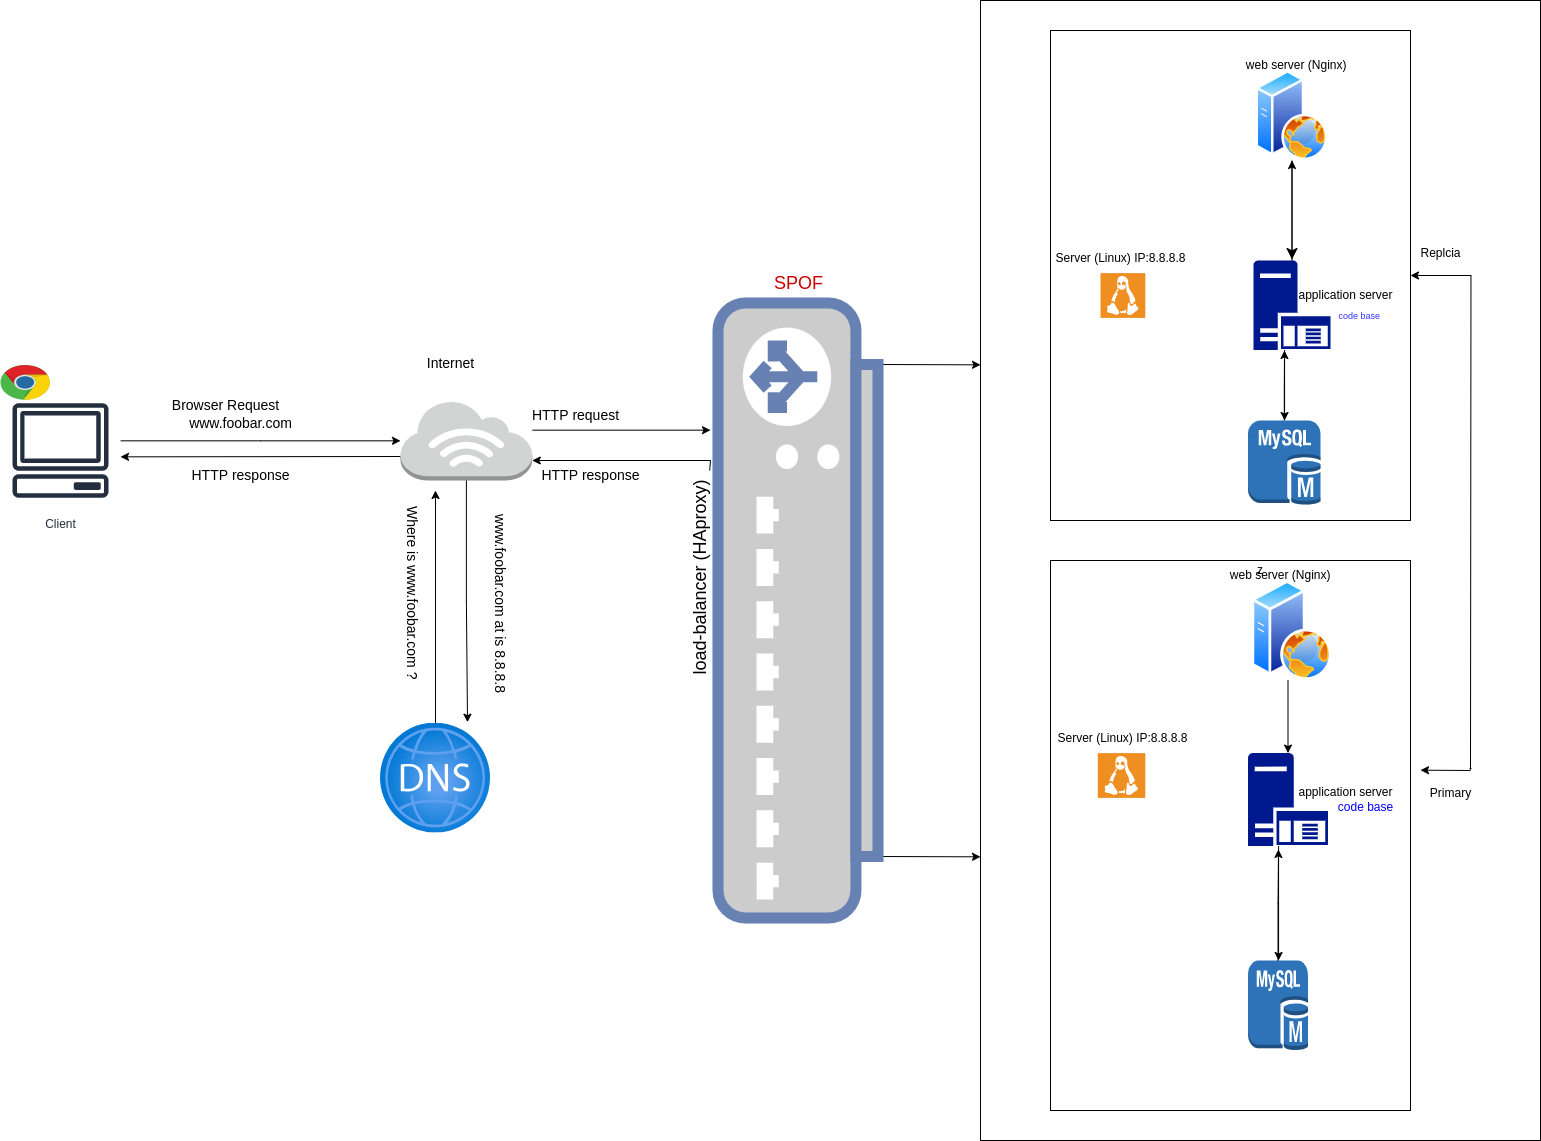 Client
Browser Request
www.foobar.com
HTTP response
Internet
Where is www.foobar.com ?
www.foobar.com at is 8.8.8.8
DNS
HTTP request
HTTP response
SPOF
load-balancer (HAproxy)
web server (Nginx)
Server (Linux) IP:8.8.8.8
application server
code base
MySQL
M
Replcia
z
web server (Nginx)
Server (Linux) IP:8.8.8.8
application server
code base
MySQL
M
Primary